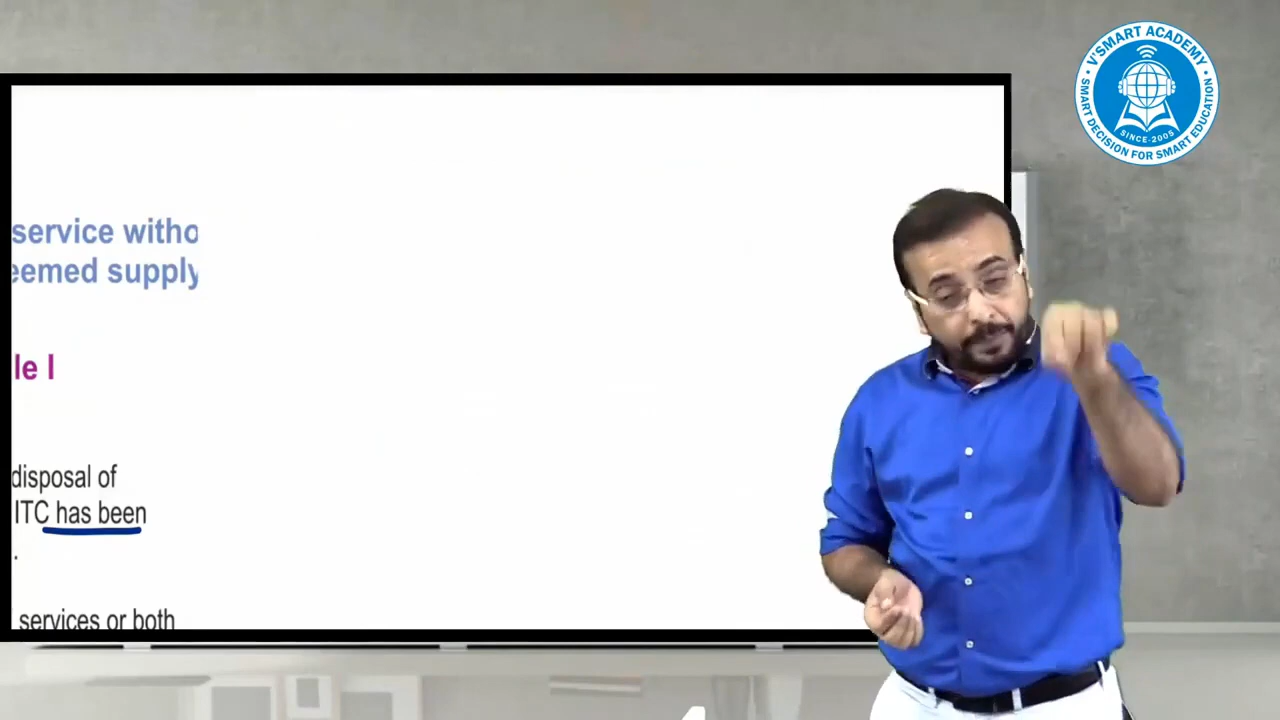 service witho
eemed supply
le I
disposal of
ITC has been
.
services or both
V'SMART ACADEMY
SMART DECISION FOR SMART EDUCATION
SINCE-2005